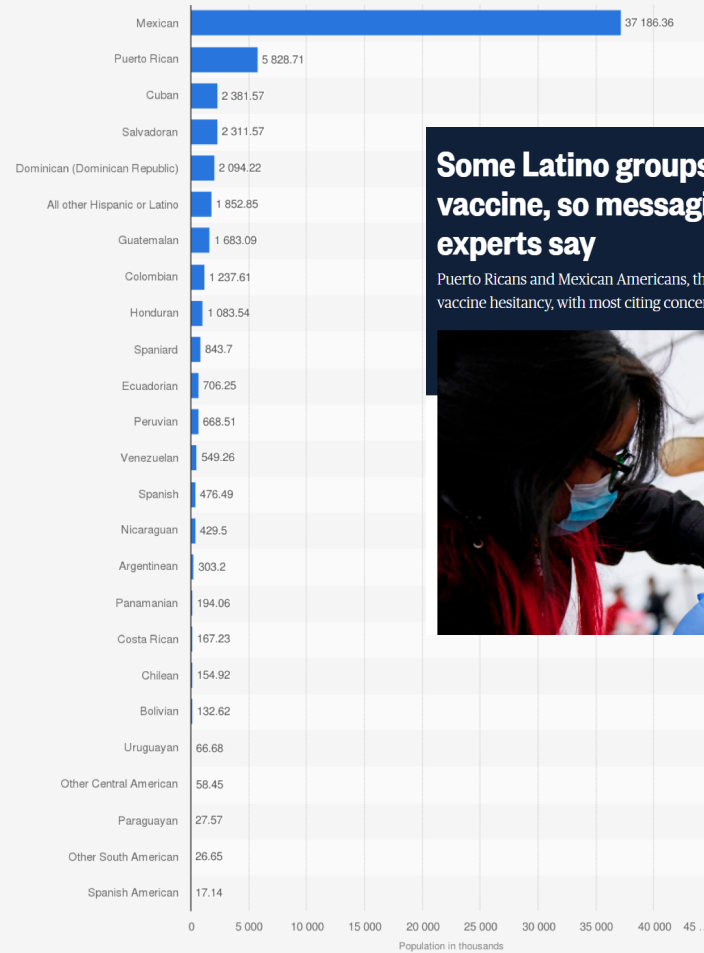 Mexican 37 186.36
Puerto Rican 5 828.71
Cuban 2 381.57
Salvadoran 2 311.57
Dominican (Dominican Republic) 2 094.22
All other Hispanic or Latino 1 852.85
Guatemalan 1 683.09
Colombian 1 237.61
Honduran 1 083.54
Spaniard 843.7
Ecuadorian 706.25
Peruvian 668.51
Venezuelan 549.26
Spanish 476.49
Nicaraguan 429.5
Argentinean 303.2
Panamanian 194.06
Costa Rican 167.23
Chilean 154.92
Bolivian 132.62
Uruguayan 66.68
Other Central American 58.45
Paraguayan 27.57
Other South American 26.65
Spanish American 17.14
0 5 000 10 000 15 000 20 000 25 000 30 000 35 000 40 000 45 ..
Population in thousands
Some Latino groups
vaccine, so messagi
experts say
Puerto Ricans and Mexican Americans, th
vaccine hesitancy, with most citing concer